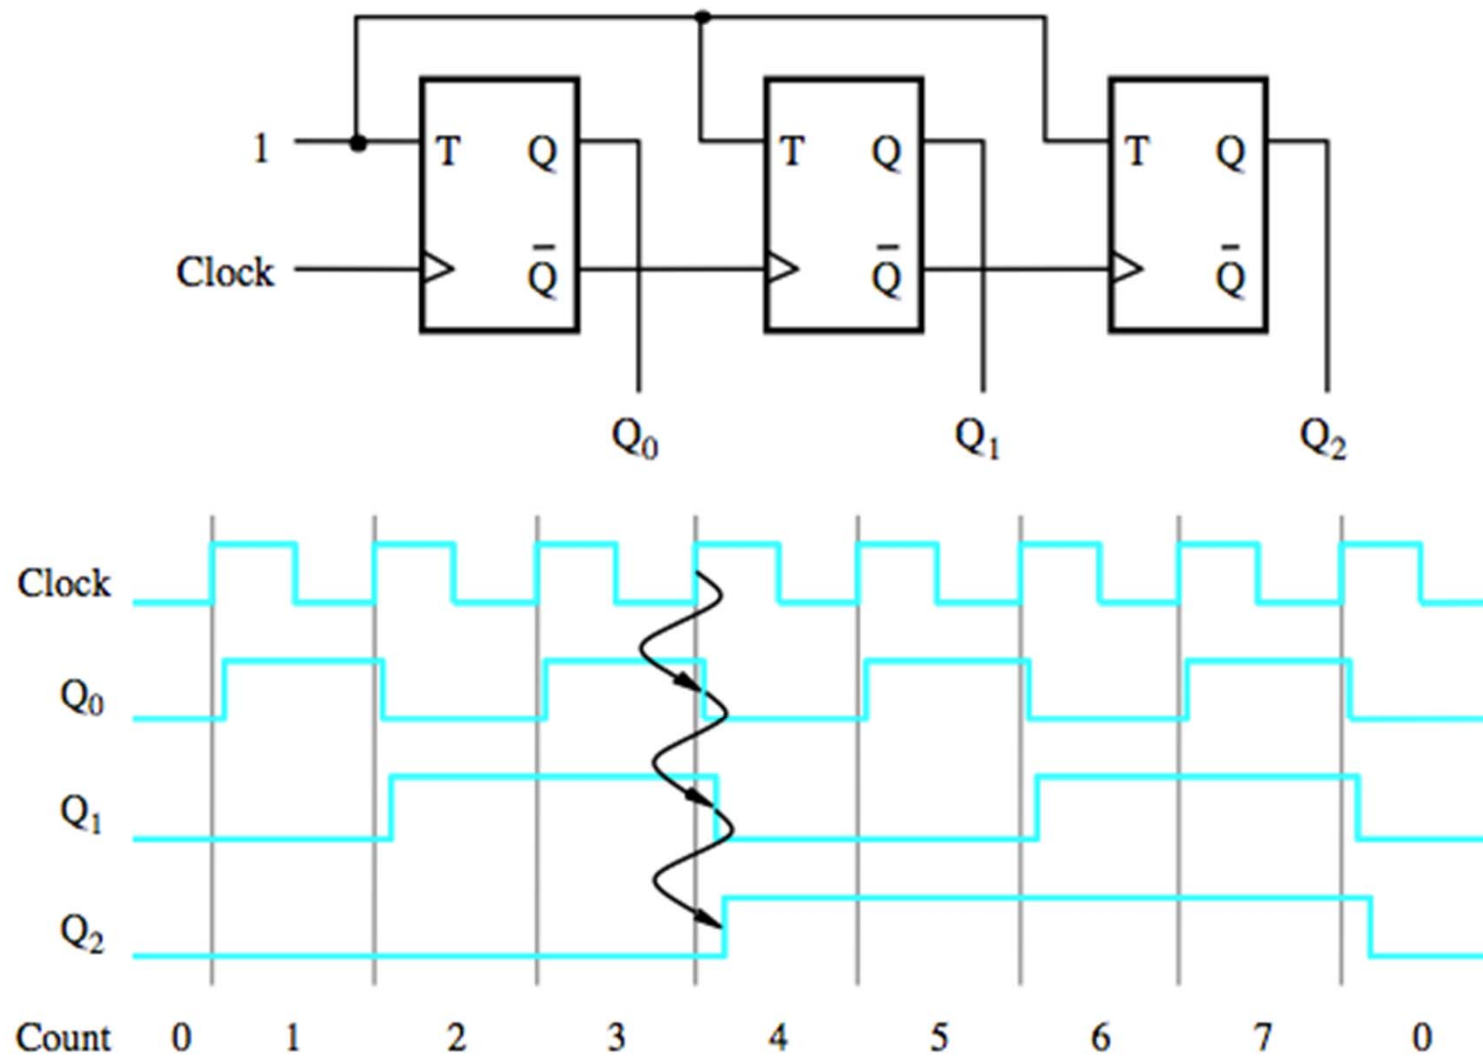 1 T Q T Q T Q
Clock Q̅ Q̅ Q̅
Q₀ Q₁ Q₂
Clock
Q₀
Q₁
Q₂
Count 0 1 2 3 4 5 6 7 0